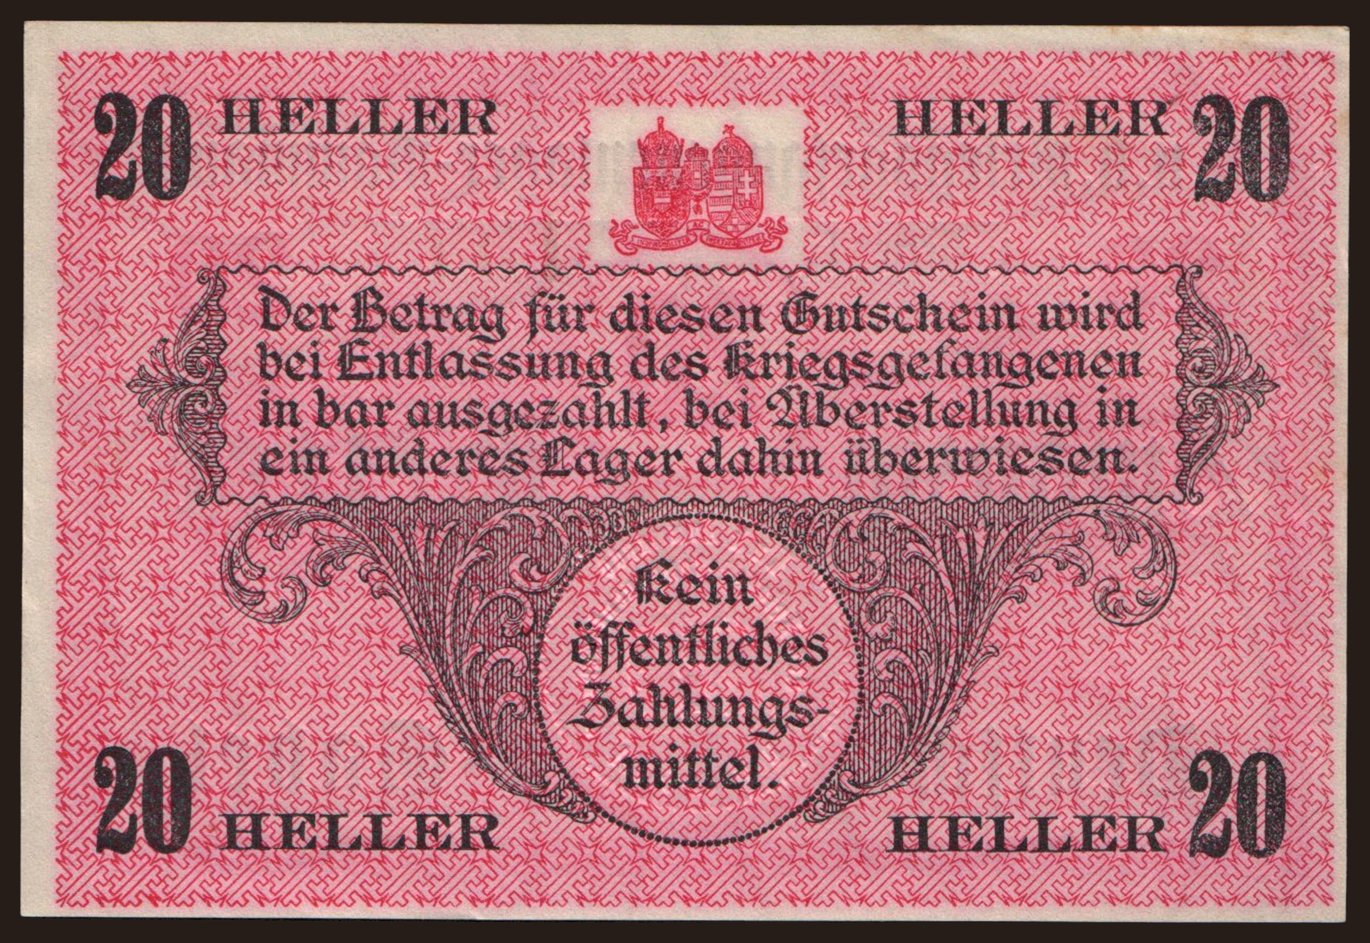 20 HELLER HELLER 20
Der Betrag für diesen Gutschein wird
bei Entlassung des Kriegsgefangenen
in bar ausgezahlt, bei Überstellung in
ein anderes Lager dahin überwiesen.
Kein
öffentliches
Zahlungs-
mittel.
20 HELLER HELLER 20